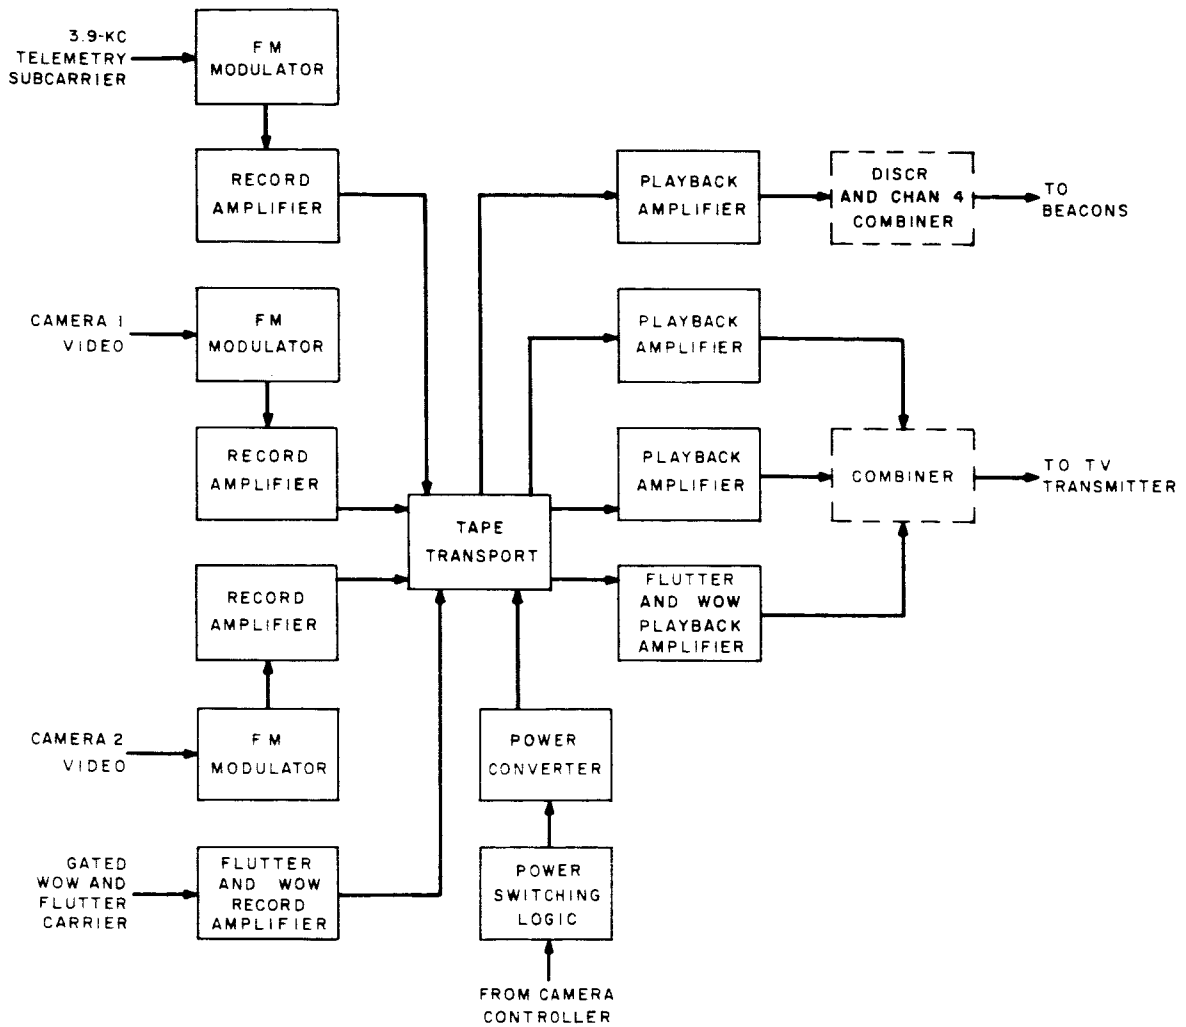 3.9-KC
TELEMETRY
SUBCARRIER
FM
MODULATOR
RECORD
AMPLIFIER
PLAYBACK
AMPLIFIER
DISCR
AND CHAN 4
COMBINER
TO
BEACONS
CAMERA 1
VIDEO
FM
MODULATOR
PLAYBACK
AMPLIFIER
RECORD
AMPLIFIER
PLAYBACK
AMPLIFIER
COMBINER
TO TV
TRANSMITTER
TAPE
TRANSPORT
RECORD
AMPLIFIER
FLUTTER
AND WOW
PLAYBACK
AMPLIFIER
CAMERA 2
VIDEO
FM
MODULATOR
POWER
CONVERTER
GATED
WOW AND
FLUTTER
CARRIER
FLUTTER
AND WOW
RECORD
AMPLIFIER
POWER
SWITCHING
LOGIC
FROM CAMERA
CONTROLLER